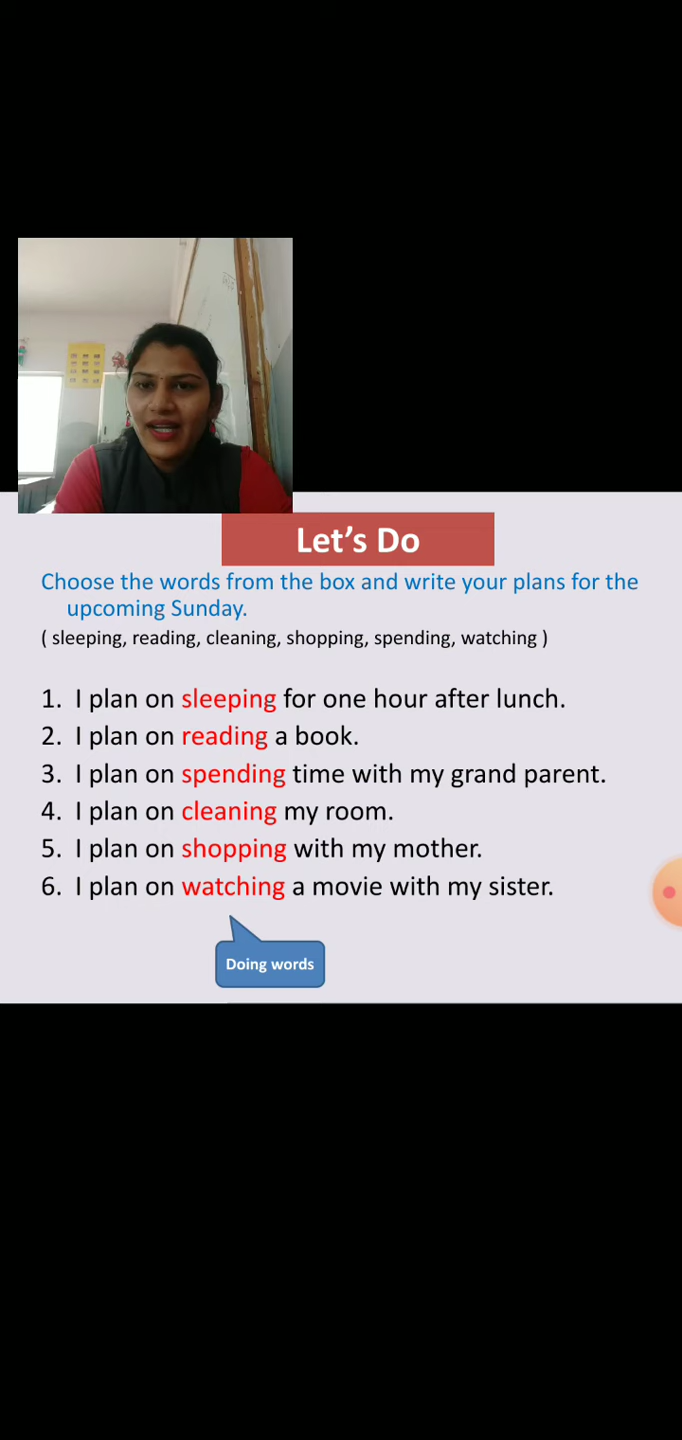 Let's Do
Choose the words from the box and write your plans for the
upcoming Sunday.
( sleeping, reading, cleaning, shopping, spending, watching )
1. I plan on sleeping for one hour after lunch.
2. I plan on reading a book.
3. I plan on spending time with my grand parent.
4. I plan on cleaning my room.
5. I plan on shopping with my mother.
6. I plan on watching a movie with my sister.
Doing words